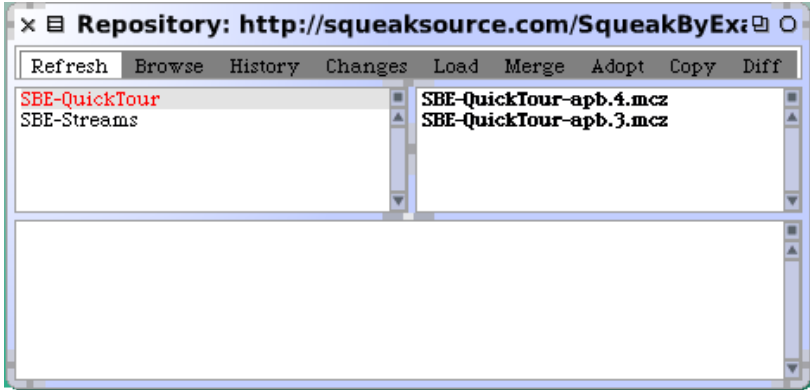 Repository: http://squeaksource.com/SqueakByExa
Refresh Browse History Changes Load Merge Adopt Copy Diff
SBE-QuickTour
SBE-Streams
SBE-QuickTour-apb.4.mcz
SBE-QuickTour-apb.3.mcz